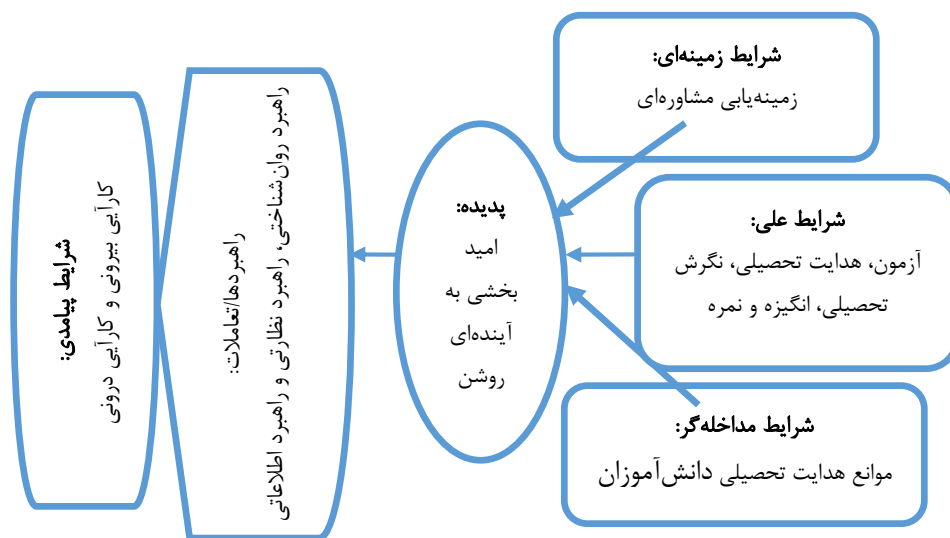 شرایط زمینه‌ای:
زمینه‌یابی مشاوره‌ای
شرایط علی:
آزمون، هدایت تحصیلی، نگرش
تحصیلی، انگیزه و نمره
شرایط مداخله‌گر:
موانع هدایت تحصیلی دانش‌آموزان
پدیده:
امید
بخشی به
آینده‌ای
روشن
راهبردها/تعاملات:
راهبرد روان‌شناختی، راهبرد نظارتی و راهبرد اطلاعاتی
شرایط پیامدی:
کارآیی بیرونی و کارآیی درونی